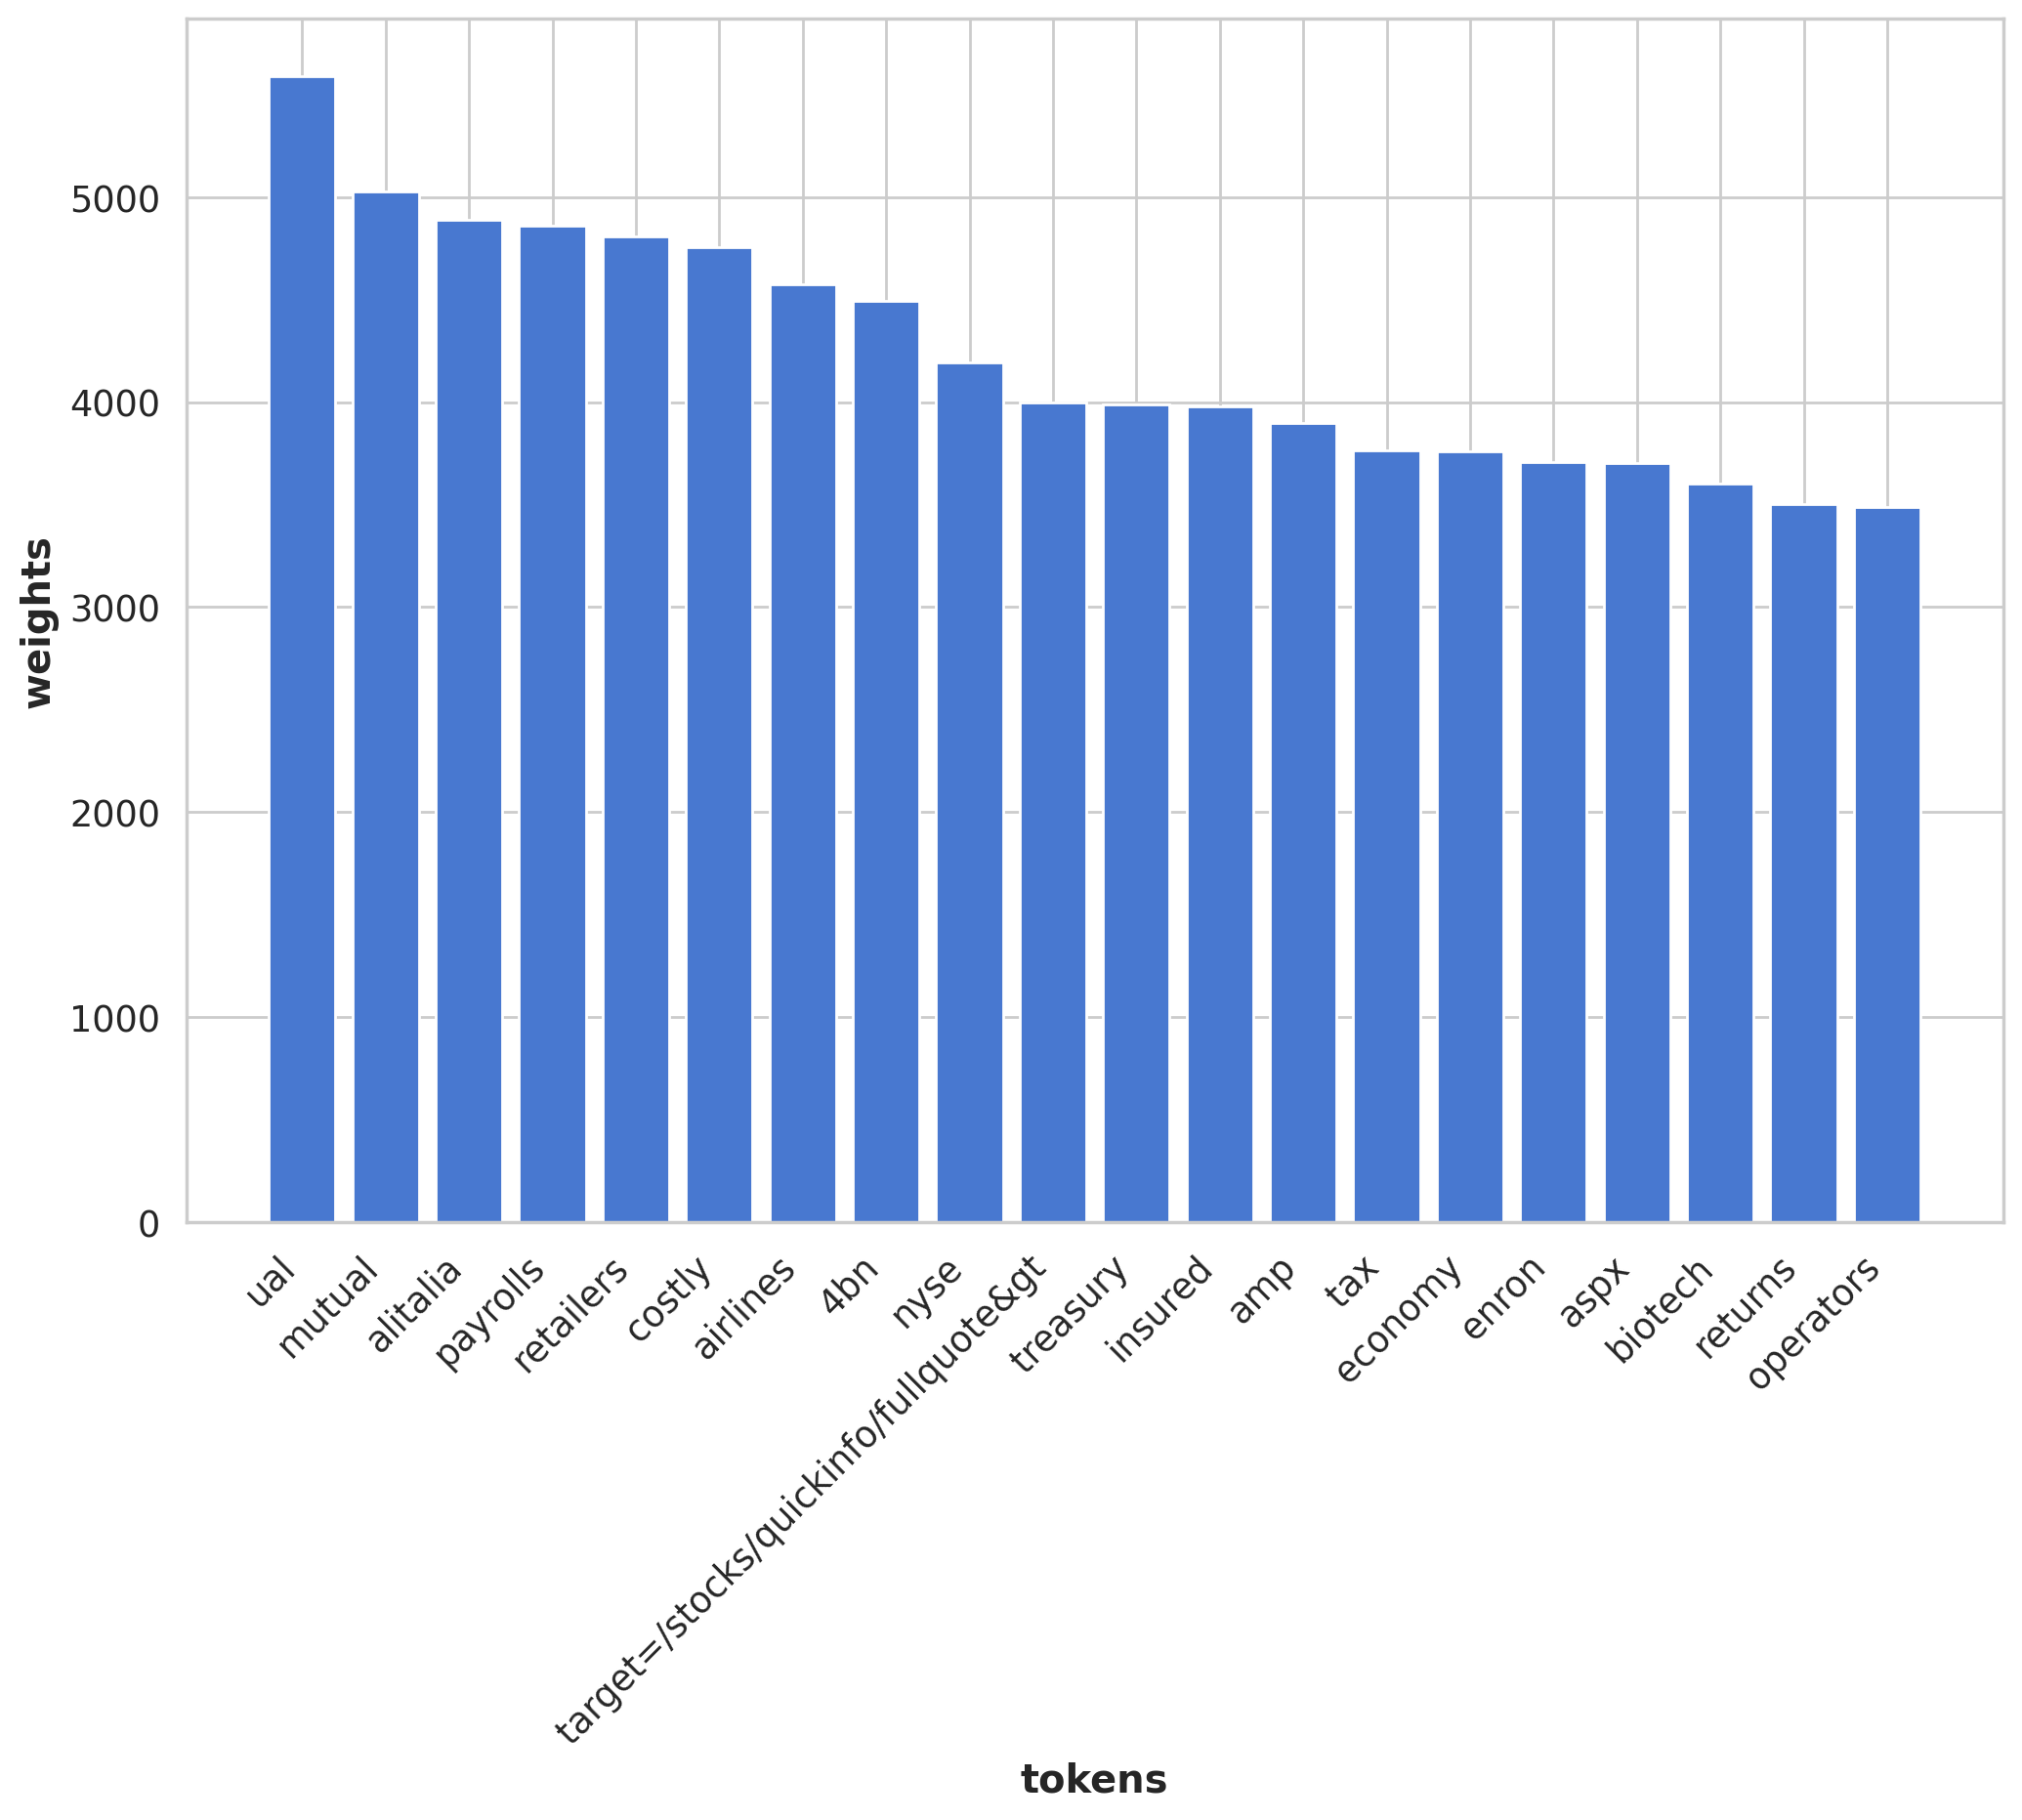 5000
4000
3000
2000
1000
0
weights
ual
mutual
alitalia
payrolls
retailers
costly
airlines
4bn
nyse
target=/stocks/quickinfo/fullquote&gt
treasury
insured
amp
tax
economy
enron
aspx
biotech
returns
operators
tokens